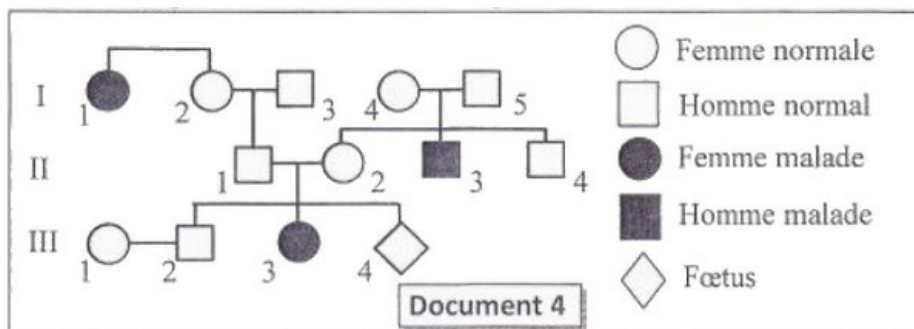 Femme normale
I
1
2
3
4
5
Homme normal
II
1
2
3
4
Femme malade
Homme malade
III
1
2
3
4
Fœtus
Document 4